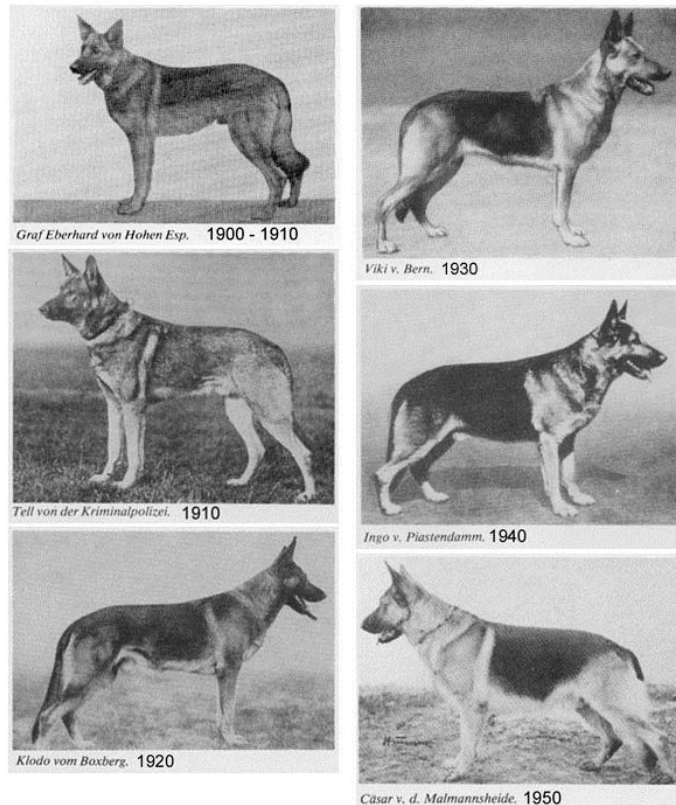 Graf Eberhard von Hohen Esp. 1900 - 1910
Tell von der Kriminalpolizei. 1910
Klodo vom Boxberg. 1920
Viki v. Bern. 1930
Ingo v. Piastendamm. 1940
Cäsar v. d. Malmannsheide. 1950